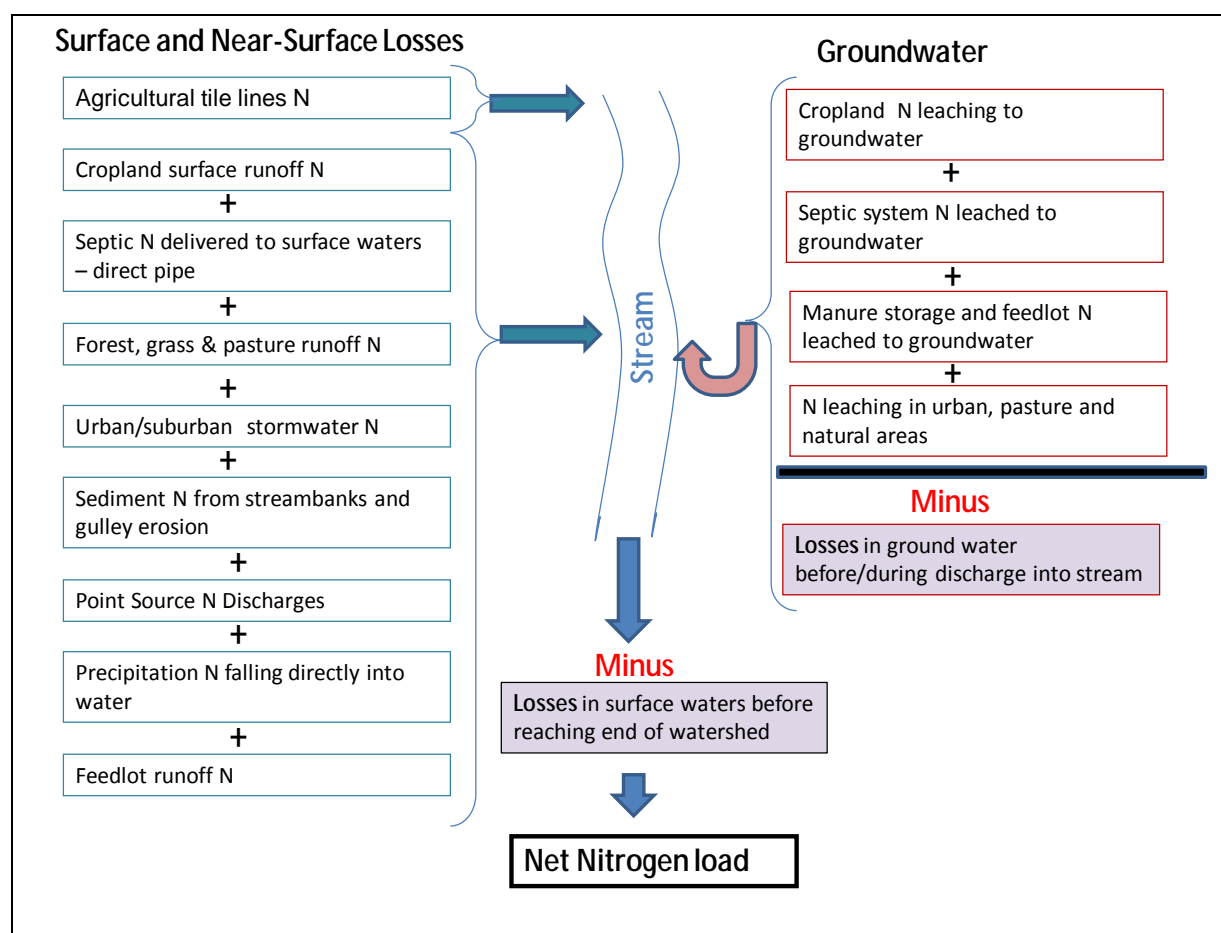 Surface and Near-Surface Losses
Agricultural tile lines N
Cropland surface runoff N
+
Septic N delivered to surface waters
– direct pipe
+
Forest, grass & pasture runoff N
+
Urban/suburban stormwater N
+
Sediment N from streambanks and
gulley erosion
+
Point Source N Discharges
+
Precipitation N falling directly into
water
+
Feedlot runoff N
Stream
Groundwater
Cropland N leaching to
groundwater
+
Septic system N leached to
groundwater
+
Manure storage and feedlot N
leached to groundwater
+
N leaching in urban, pasture and
natural areas
Minus
Losses in ground water
before/during discharge into stream
Minus
Losses in surface waters before
reaching end of watershed
Net Nitrogen load